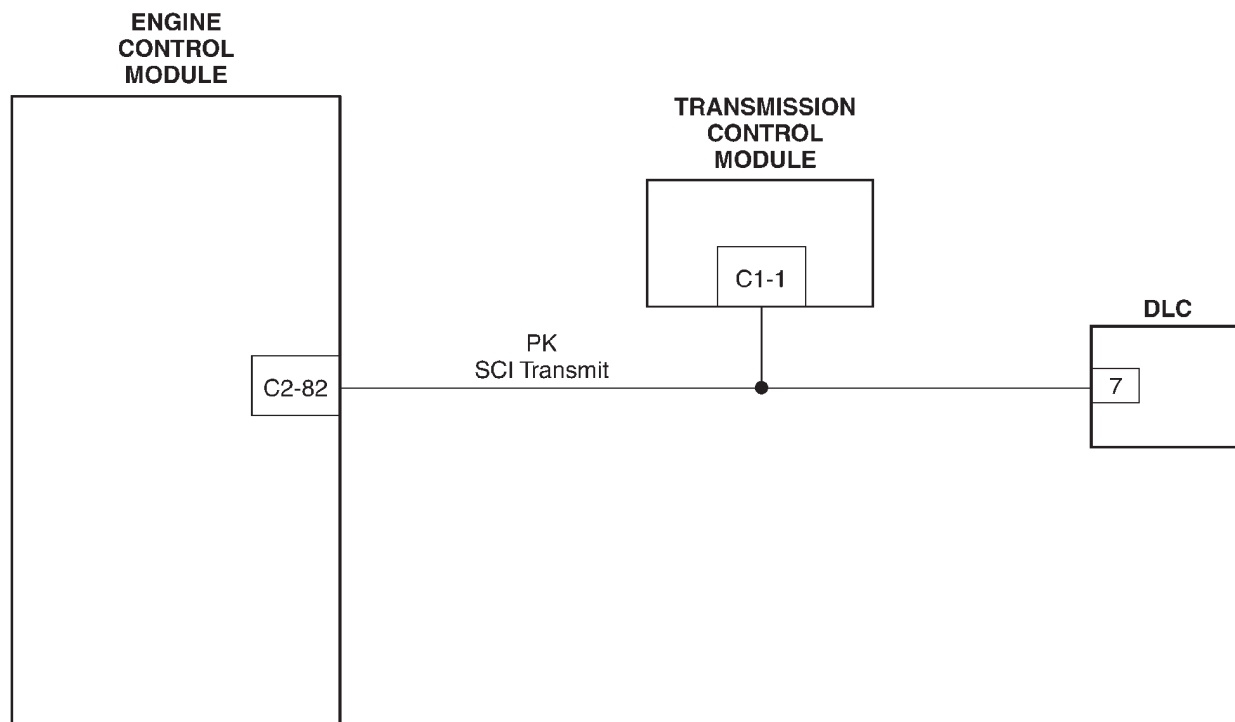 ENGINE
CONTROL
MODULE
TRANSMISSION
CONTROL
MODULE
C1-1
DLC
PK
SCI Transmit
C2-82
7